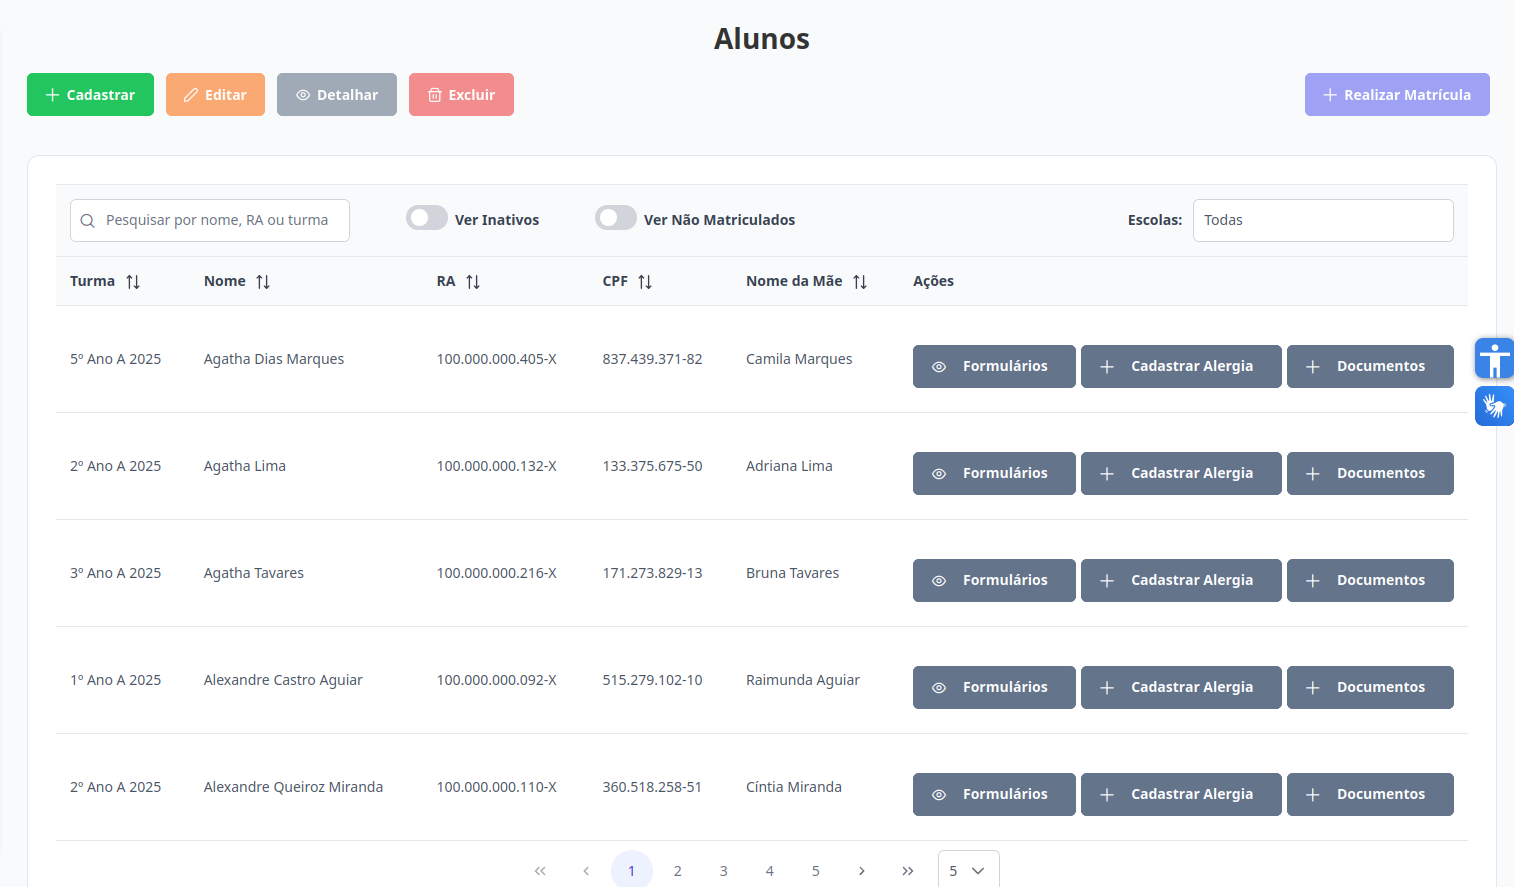 Alunos
Cadastrar Editar Detalhar Excluir Realizar Matrícula
Pesquisar por nome, RA ou turma Ver Inativos Ver Não Matriculados Escolas: Todas
Turma Nome RA CPF Nome da Mãe Ações
5º Ano A 2025 Agatha Dias Marques 100.000.000.405-X 837.439.371-82 Camila Marques Formulários Cadastrar Alergia Documentos
2º Ano A 2025 Agatha Lima 100.000.000.132-X 133.375.675-50 Adriana Lima Formulários Cadastrar Alergia Documentos
3º Ano A 2025 Agatha Tavares 100.000.000.216-X 171.273.829-13 Bruna Tavares Formulários Cadastrar Alergia Documentos
1º Ano A 2025 Alexandre Castro Aguiar 100.000.000.092-X 515.279.102-10 Raimunda Aguiar Formulários Cadastrar Alergia Documentos
2º Ano A 2025 Alexandre Queiroz Miranda 100.000.000.110-X 360.518.258-51 Cíntia Miranda Formulários Cadastrar Alergia Documentos
1 2 3 4 5 5